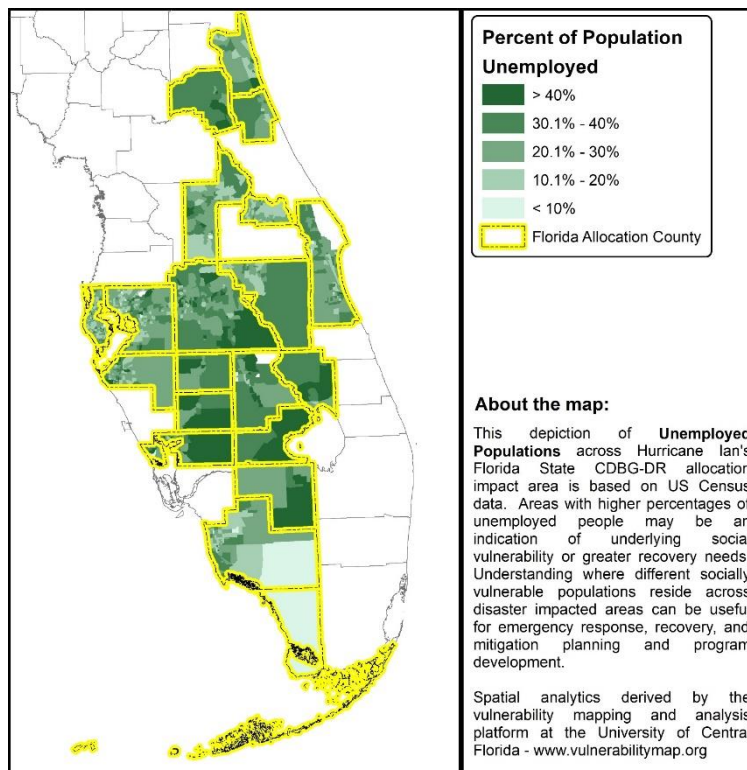 Percent of Population
Unemployed
> 40%
30.1% - 40%
20.1% - 30%
10.1% - 20%
< 10%
Florida Allocation County
About the map:
This depiction of Unemployed
Populations across Hurricane Ian's
Florida State CDBG-DR allocation
impact area is based on US Census
data. Areas with higher percentages of
unemployed people may be an
indication of underlying social
vulnerability or greater recovery needs.
Understanding where different socially
vulnerable populations reside across
disaster impacted areas can be useful
for emergency response, recovery, and
mitigation planning and program
development.
Spatial analytics derived by the
vulnerability mapping and analysis
platform at the University of Central
Florida - www.vulnerabilitymap.org